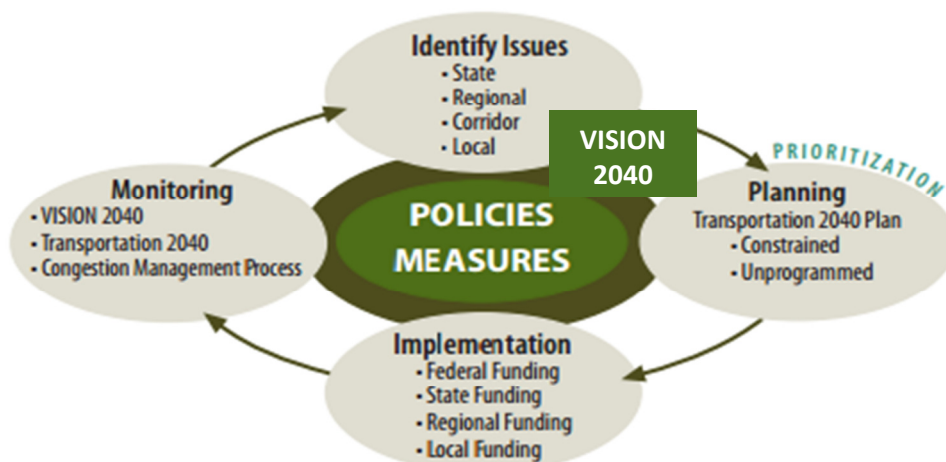 Identify Issues
• State
• Regional
• Corridor
• Local
VISION
2040
PRIORITIZATION
Planning
Transportation 2040 Plan
• Constrained
• Unprogrammed
Monitoring
• VISION 2040
• Transportation 2040
• Congestion Management Process
POLICIES
MEASURES
Implementation
• Federal Funding
• State Funding
• Regional Funding
• Local Funding